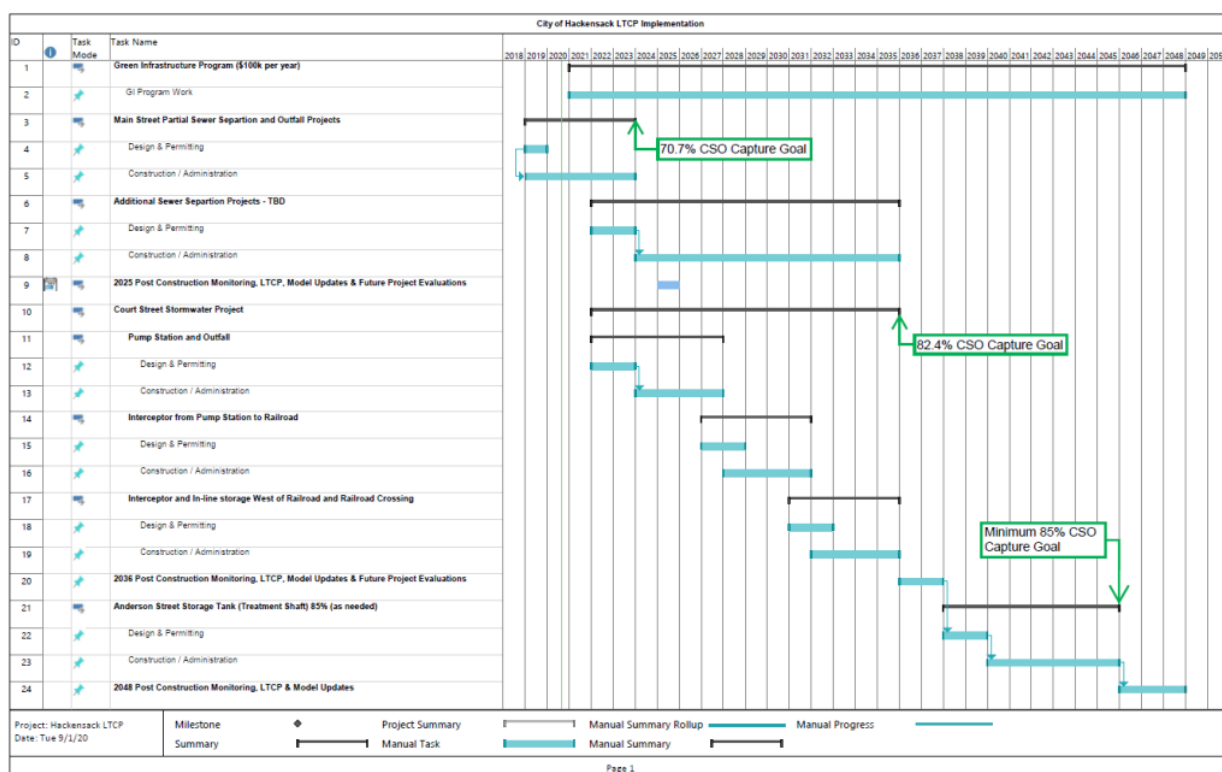 City of Hackensack LTCP Implementation
ID Task Mode Task Name 2018 2019 2020 2021 2022 2023 2024 2025 2026 2027 2028 2029 2030 2031 2032 2033 2034 2035 2036 2037 2038 2039 2040 2041 2042 2043 2044 2045 2046 2047 2048 2049 205
1 Green Infrastructure Program ($100k per year)
2 GI Program Work
3 Main Street Partial Sewer Separtion and Outfall Projects
70.7% CSO Capture Goal
4 Design & Permitting
5 Construction / Administration
6 Additional Sewer Separtion Projects - TBD
7 Design & Permitting
8 Construction / Administration
9 2025 Post Construction Monitoring, LTCP, Model Updates & Future Project Evaluations
10 Court Street Stormwater Project
11 Pump Station and Outfall
82.4% CSO Capture Goal
12 Design & Permitting
13 Construction / Administration
14 Interceptor from Pump Station to Railroad
15 Design & Permitting
16 Construction / Administration
17 Interceptor and In-line storage West of Railroad and Railroad Crossing
18 Design & Permitting
Minimum 85% CSO
Capture Goal
19 Construction / Administration
20 2036 Post Construction Monitoring, LTCP, Model Updates & Future Project Evaluations
21 Anderson Street Storage Tank (Treatment Shaft) 85% (as needed)
22 Design & Permitting
23 Construction / Administration
24 2048 Post Construction Monitoring, LTCP & Model Updates
Project: Hackensack LTCP
Date: Tue 9/1/20
Milestone Project Summary Manual Summary Rollup Manual Progress
Summary Manual Task Manual Summary
Page 1